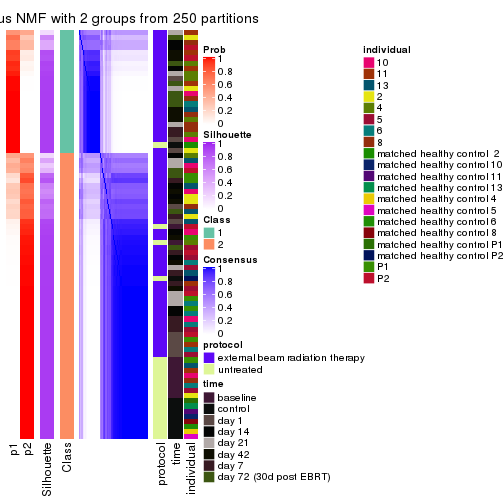 us NMF with 2 groups from 250 partitions
Prob
1
0.8
0.6
0.4
0.2
0
Silhouette
1
0.8
0.6
0.4
0.2
0
Class
1
2
Consensus
1
0.8
0.6
0.4
0.2
0
protocol
external beam radiation therapy
untreated
time
baseline
control
day 1
day 14
day 21
day 42
day 7
day 72 (30d post EBRT)
individual
10
11
13
2
4
5
6
8
matched healthy control 2
matched healthy control 10
matched healthy control 11
matched healthy control 13
matched healthy control 4
matched healthy control 5
matched healthy control 6
matched healthy control 8
matched healthy control P1
matched healthy control P2
P1
P2
p1
p2
Silhouette
Class
protocol
time
individual